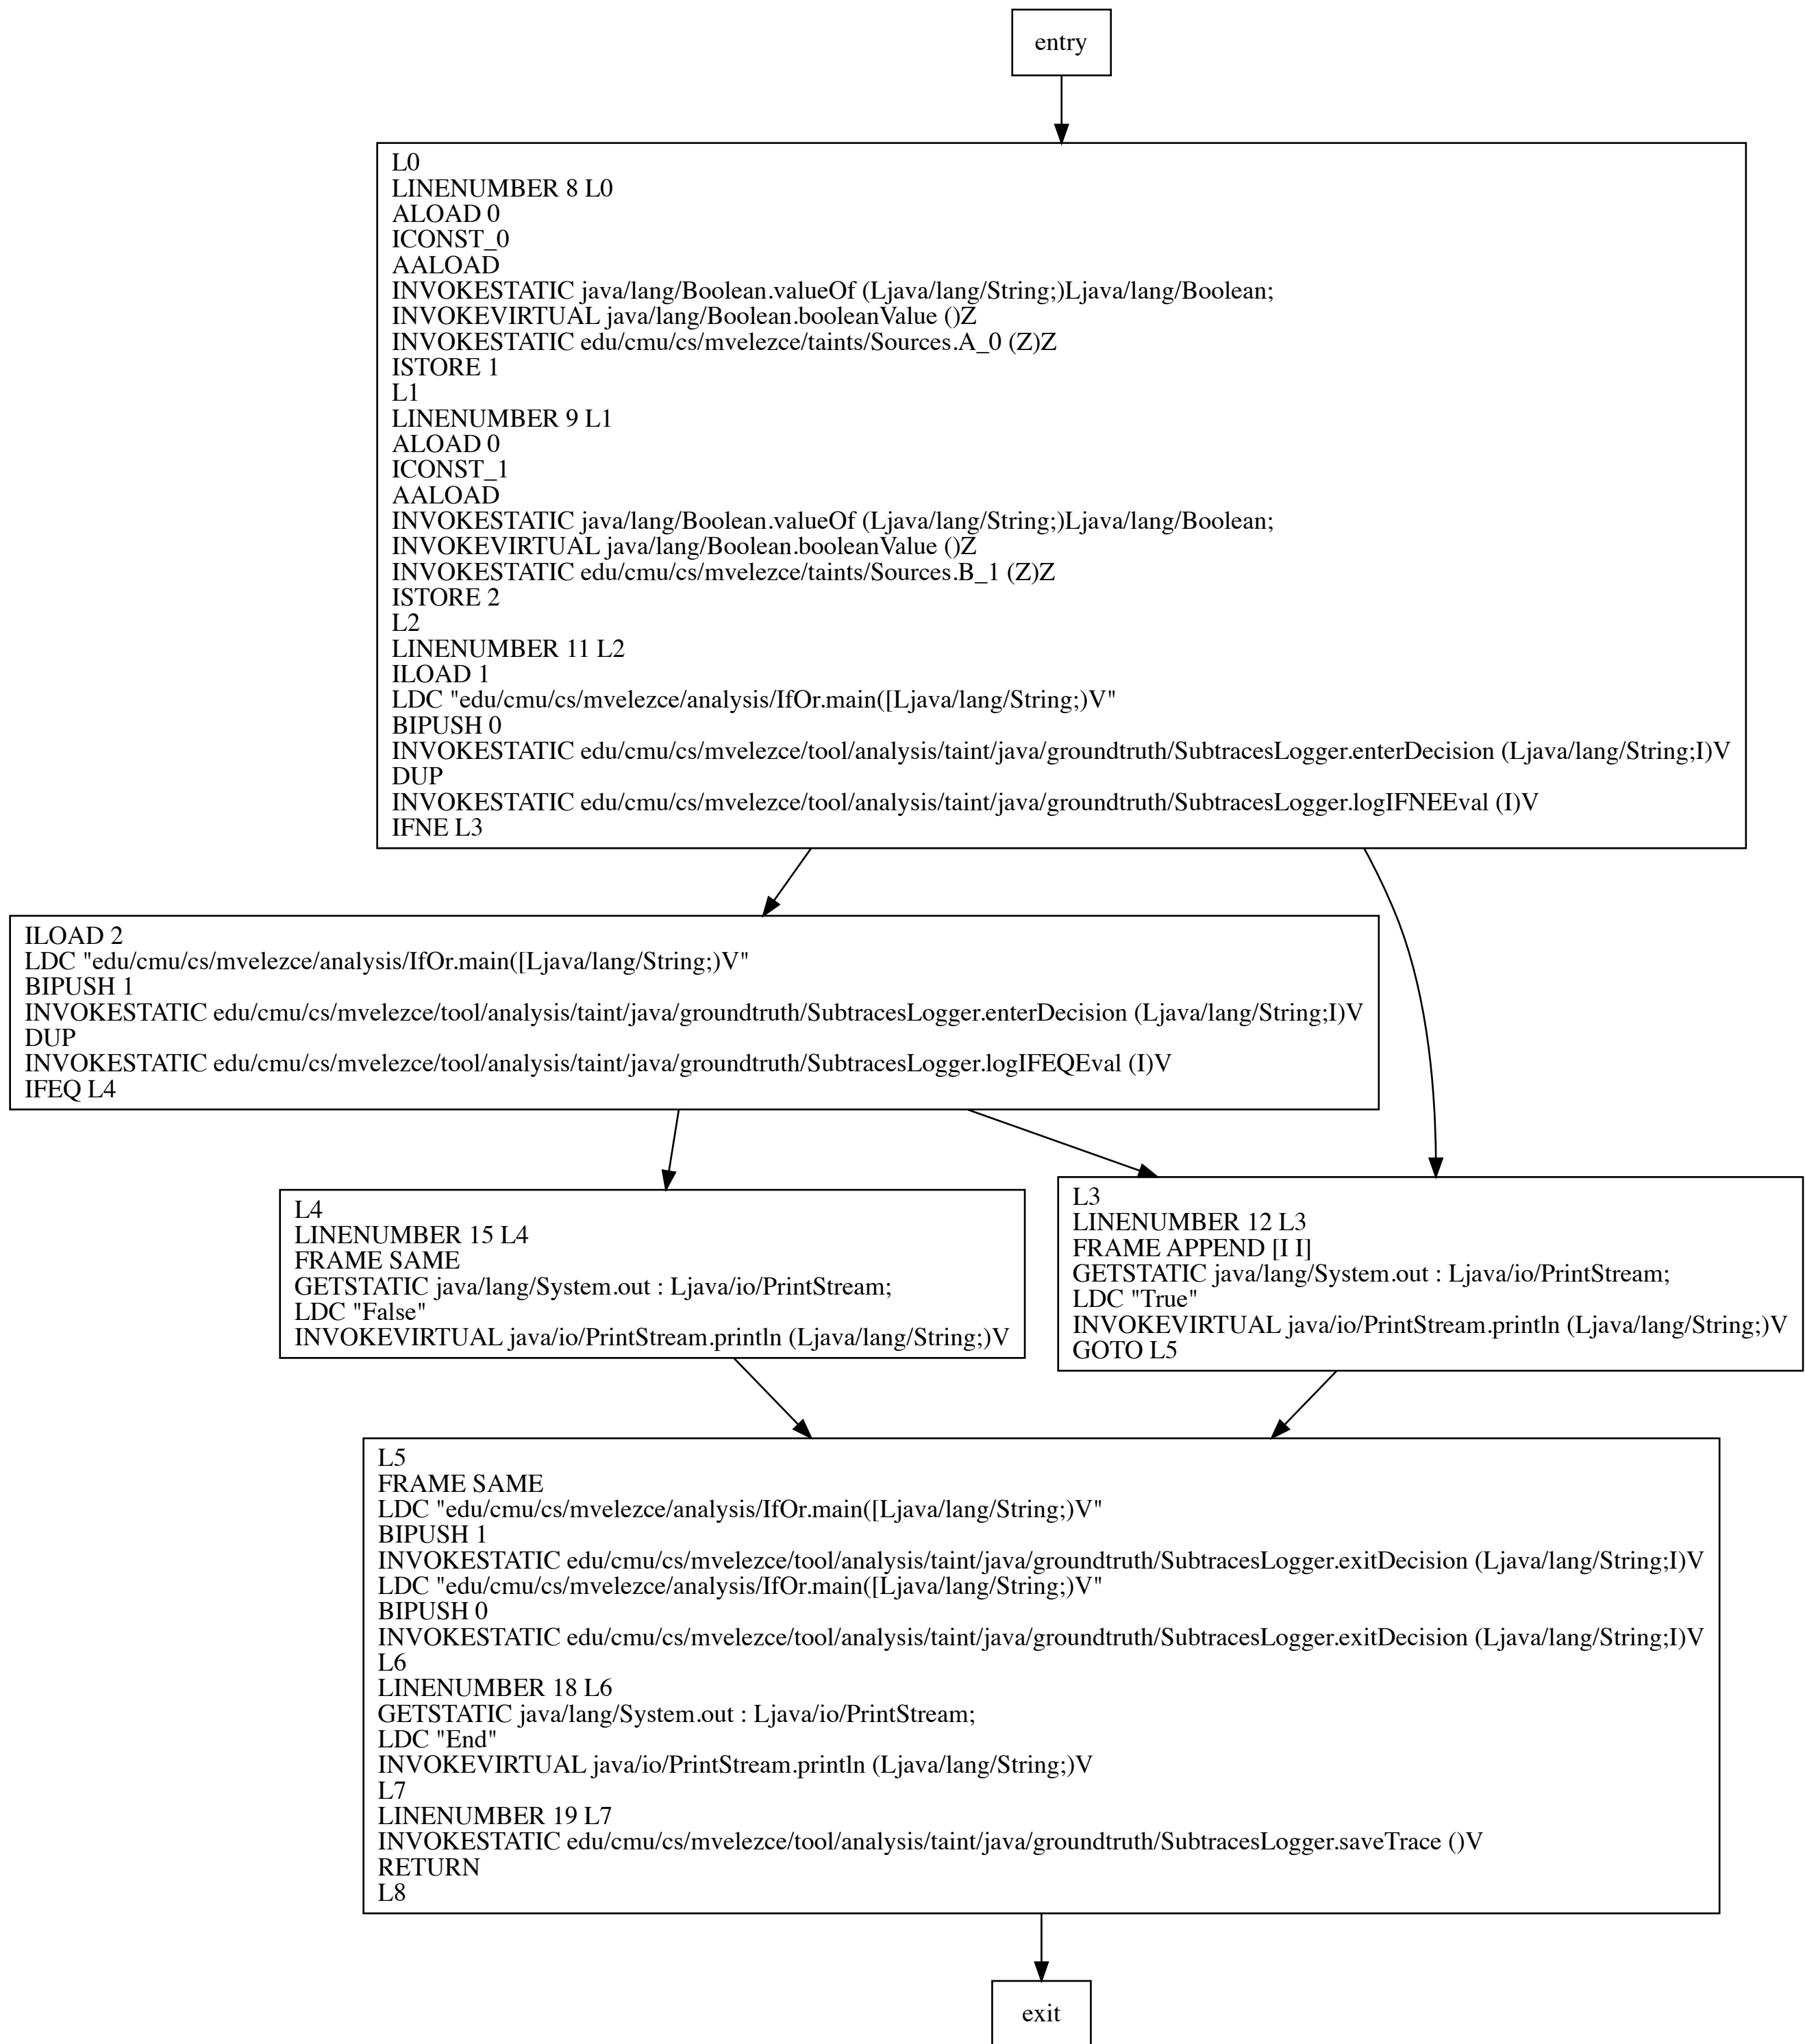 entry
L0
LINENUMBER 8 L0
ALOAD 0
ICONST_0
AALOAD
INVOKESTATIC java/lang/Boolean.valueOf (Ljava/lang/String;)Ljava/lang/Boolean;
INVOKEVIRTUAL java/lang/Boolean.booleanValue ()Z
INVOKESTATIC edu/cmu/cs/mvelezce/taints/Sources.A_0 (Z)Z
ISTORE 1
L1
LINENUMBER 9 L1
ALOAD 0
ICONST_1
AALOAD
INVOKESTATIC java/lang/Boolean.valueOf (Ljava/lang/String;)Ljava/lang/Boolean;
INVOKEVIRTUAL java/lang/Boolean.booleanValue ()Z
INVOKESTATIC edu/cmu/cs/mvelezce/taints/Sources.B_1 (Z)Z
ISTORE 2
L2
LINENUMBER 11 L2
ILOAD 1
LDC "edu/cmu/cs/mvelezce/analysis/IfOr.main([Ljava/lang/String;)V"
BIPUSH 0
INVOKESTATIC edu/cmu/cs/mvelezce/tool/analysis/taint/java/groundtruth/SubtracesLogger.enterDecision (Ljava/lang/String;I)V
DUP
INVOKESTATIC edu/cmu/cs/mvelezce/tool/analysis/taint/java/groundtruth/SubtracesLogger.logIFNEEval (I)V
IFNE L3
ILOAD 2
LDC "edu/cmu/cs/mvelezce/analysis/IfOr.main([Ljava/lang/String;)V"
BIPUSH 1
INVOKESTATIC edu/cmu/cs/mvelezce/tool/analysis/taint/java/groundtruth/SubtracesLogger.enterDecision (Ljava/lang/String;I)V
DUP
INVOKESTATIC edu/cmu/cs/mvelezce/tool/analysis/taint/java/groundtruth/SubtracesLogger.logIFEQEval (I)V
IFEQ L4
L4
LINENUMBER 15 L4
FRAME SAME
GETSTATIC java/lang/System.out : Ljava/io/PrintStream;
LDC "False"
INVOKEVIRTUAL java/io/PrintStream.println (Ljava/lang/String;)V
L3
LINENUMBER 12 L3
FRAME APPEND [I I]
GETSTATIC java/lang/System.out : Ljava/io/PrintStream;
LDC "True"
INVOKEVIRTUAL java/io/PrintStream.println (Ljava/lang/String;)V
GOTO L5
L5
FRAME SAME
LDC "edu/cmu/cs/mvelezce/analysis/IfOr.main([Ljava/lang/String;)V"
BIPUSH 1
INVOKESTATIC edu/cmu/cs/mvelezce/tool/analysis/taint/java/groundtruth/SubtracesLogger.exitDecision (Ljava/lang/String;I)V
LDC "edu/cmu/cs/mvelezce/analysis/IfOr.main([Ljava/lang/String;)V"
BIPUSH 0
INVOKESTATIC edu/cmu/cs/mvelezce/tool/analysis/taint/java/groundtruth/SubtracesLogger.exitDecision (Ljava/lang/String;I)V
L6
LINENUMBER 18 L6
GETSTATIC java/lang/System.out : Ljava/io/PrintStream;
LDC "End"
INVOKEVIRTUAL java/io/PrintStream.println (Ljava/lang/String;)V
L7
LINENUMBER 19 L7
INVOKESTATIC edu/cmu/cs/mvelezce/tool/analysis/taint/java/groundtruth/SubtracesLogger.saveTrace ()V
RETURN
L8
exit